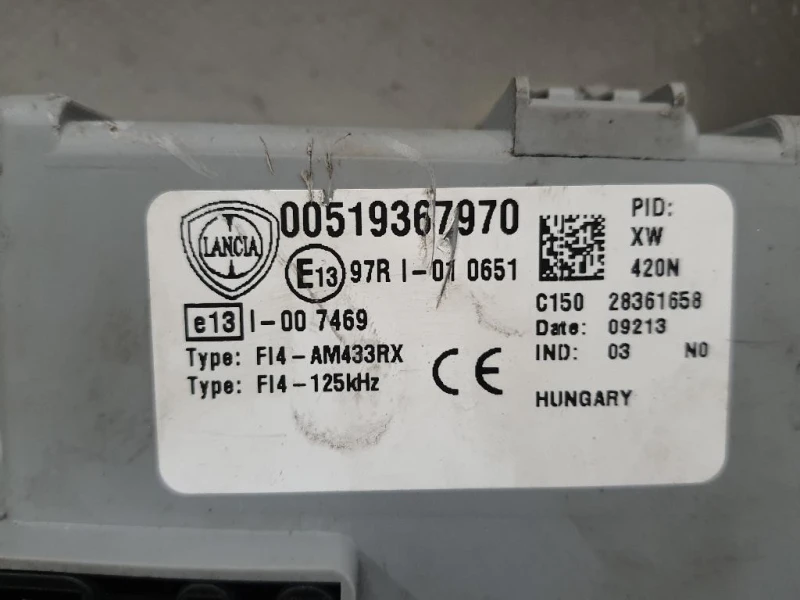 LANCIA
00519367970
E13 97R I-01 0651
e13 I-00 7469
Type: FI4-AM433RX
Type: FI4-125kHz
CE
PID:
XW
420N
C150 28361658
Date: 09213
IND: 03 N0
HUNGARY